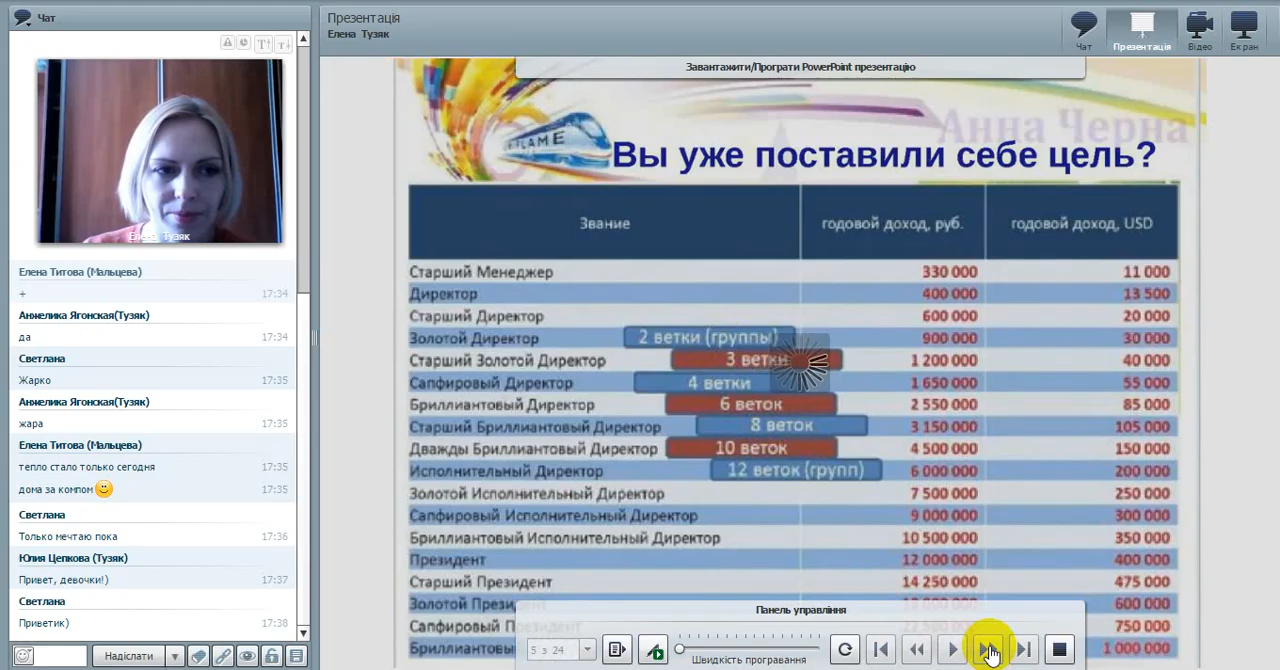 Чат
Елена Тузяк
Елена Титова (Мальцева)
+ 17:34
Анжелика Ягонская(Тузяк)
да 17:34
Светлана
Жарко 17:35
Анжелика Ягонская(Тузяк)
жара 17:35
Елена Титова (Мальцева)
тепло стало только сегодня 17:35
дома за компом 17:35
Светлана
Только мечтаю пока 17:36
Юлия Цепкова (Тузяк)
Привет, девочки!) 17:37
Светлана
Приветик) 17:38
Надіслати
Презентація
Елена Тузяк
Чат
Презентація
Відео
Екран
Завантажити/Програти PowerPoint презентацію
Анна Черна
FLAME
Вы уже поставили себе цель?
Звание годовой доход, руб. годовой доход, USD
Старший Менеджер 330 000 11 000
Директор 400 000 13 500
Старший Директор 600 000 20 000
Золотой Директор 2 ветки (группы) 900 000 30 000
Старший Золотой Директор 3 ветки 1 200 000 40 000
Сапфировый Директор 4 ветки 1 650 000 55 000
Бриллиантовый Директор 6 веток 2 550 000 85 000
Старший Бриллиантовый Директор 8 веток 3 150 000 105 000
Дважды Бриллиантовый Директор 10 веток 4 500 000 150 000
Исполнительный Директор 12 веток (групп) 6 000 000 200 000
Золотой Исполнительный Директор 7 500 000 250 000
Сапфировый Исполнительный Директор 9 000 000 300 000
Бриллиантовый Исполнительный Директор 10 500 000 350 000
Президент 12 000 000 400 000
Старший Президент 14 250 000 475 000
Золотой Презид 600 000
Сапфировый П 750 000
Бриллиантовы 1 000 000
Панель управління
5 з 24
Швидкість програвання